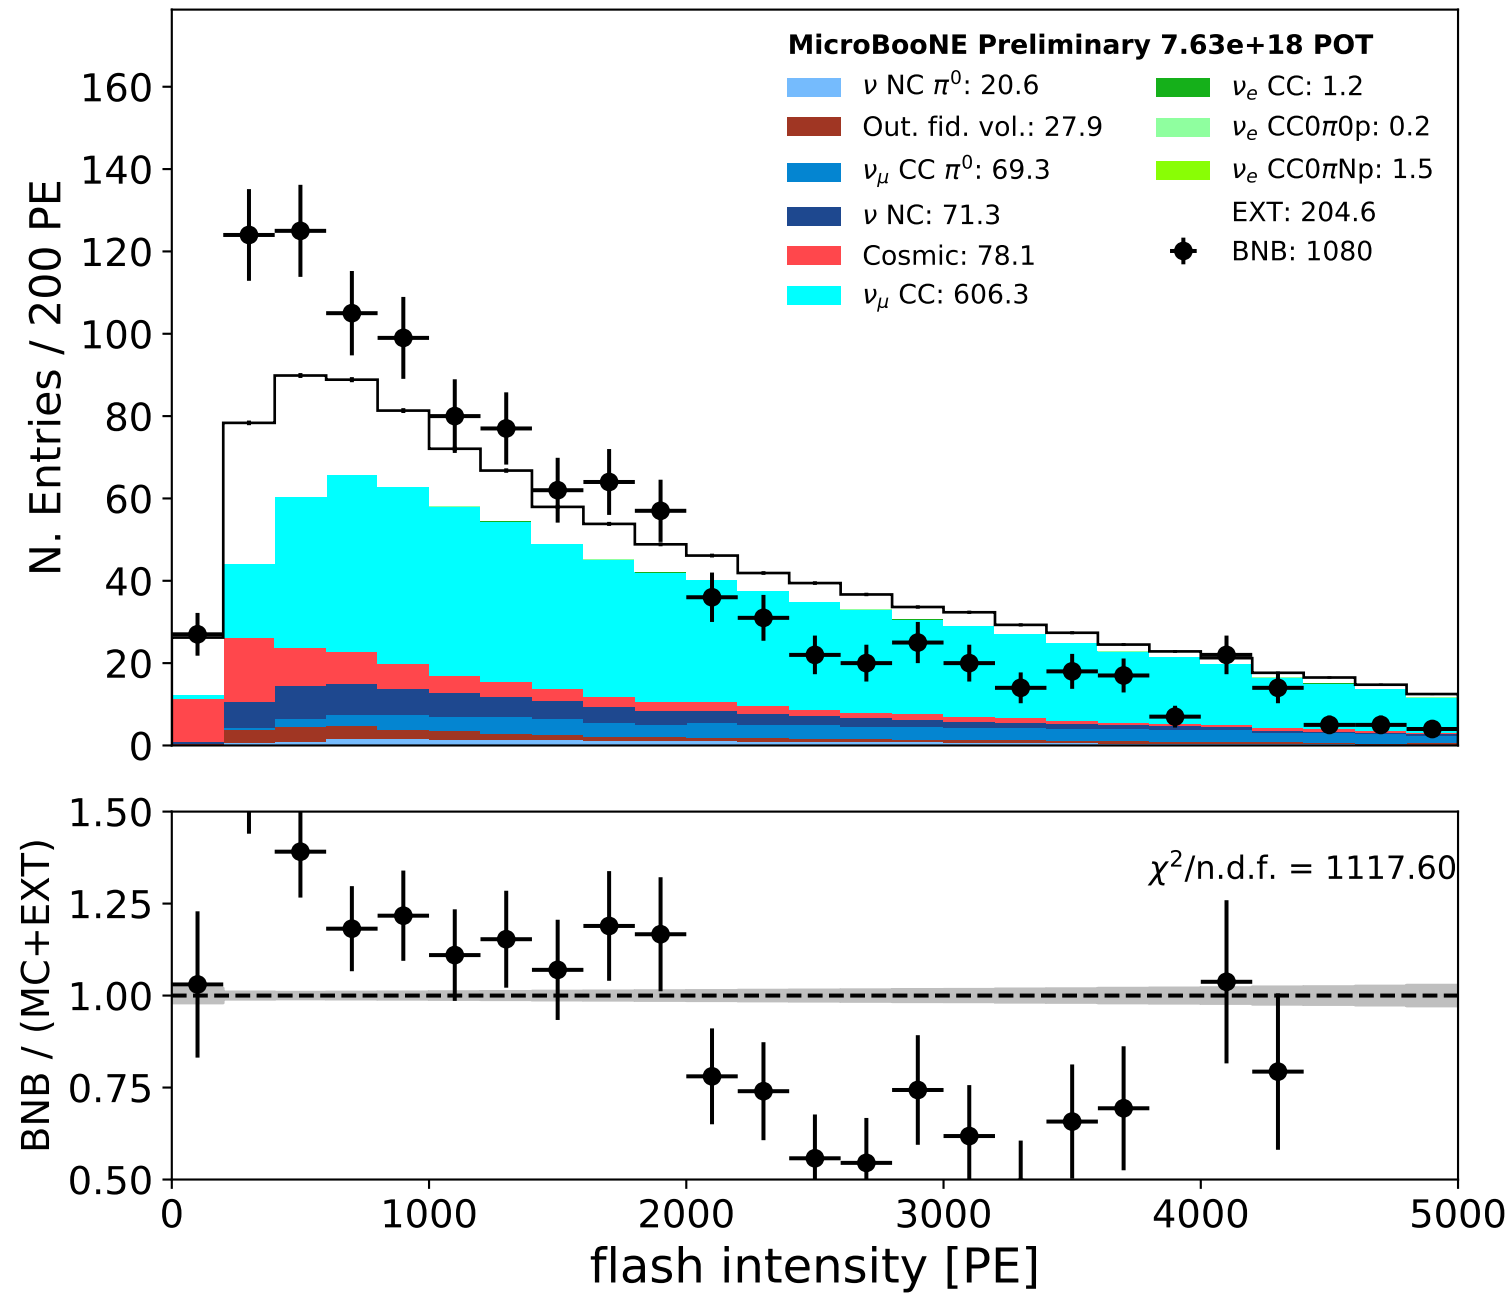 MicroBooNE Preliminary 7.63e+18 POT
ν NC π⁰: 20.6
Out. fid. vol.: 27.9
ν_μ CC π⁰: 69.3
ν NC: 71.3
Cosmic: 78.1
ν_μ CC: 606.3
ν_e CC: 1.2
ν_e CC0π0p: 0.2
ν_e CC0πNp: 1.5
EXT: 204.6
BNB: 1080
N. Entries / 200 PE
160
140
120
100
80
60
40
20
0
χ²/n.d.f. = 1117.60
BNB / (MC+EXT)
1.50
1.25
1.00
0.75
0.50
0 1000 2000 3000 4000 5000
flash intensity [PE]